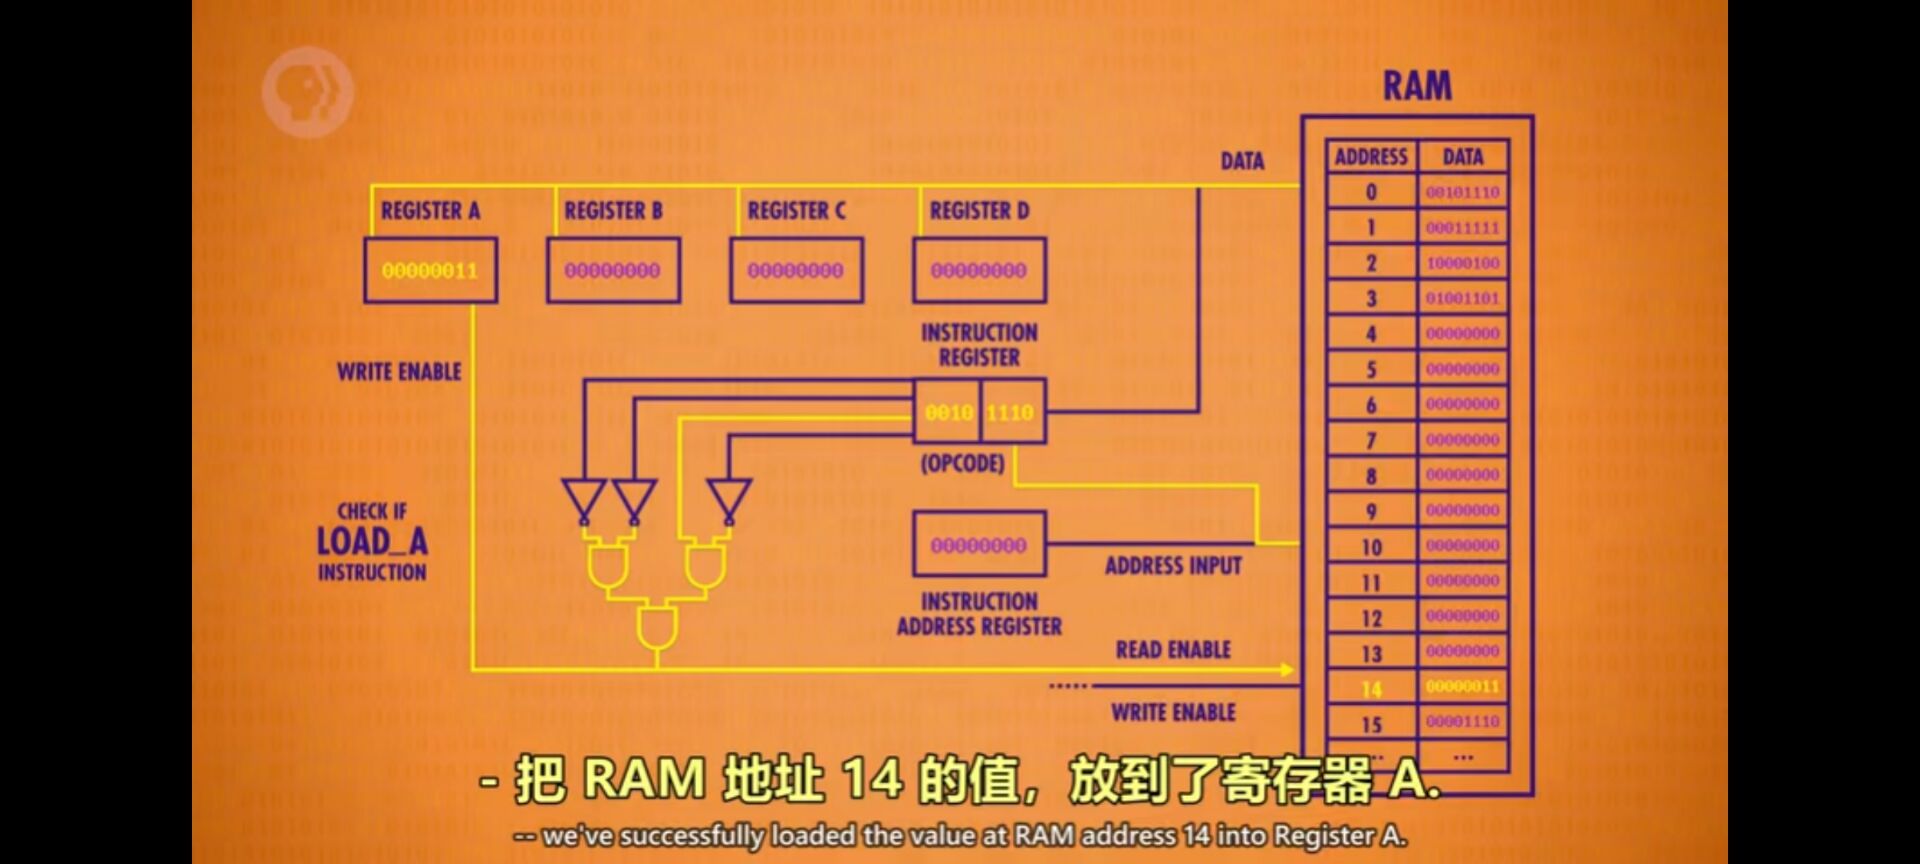 RAM
DATA
ADDRESS DATA
0 00101110
1 00011111
2 10000100
3 01001101
4 00000000
5 00000000
6 00000000
7 00000000
8 00000000
9 00000000
10 00000000
11 00000000
12 00000000
13 00000000
14 00000011
15 00001110
... ...
REGISTER A
00000011
REGISTER B
00000000
REGISTER C
00000000
REGISTER D
00000000
INSTRUCTION
REGISTER
0010 1110
(OPCODE)
WRITE ENABLE
CHECK IF
LOAD_A
INSTRUCTION
00000000
INSTRUCTION
ADDRESS REGISTER
ADDRESS INPUT
READ ENABLE
WRITE ENABLE
- 把 RAM 地址 14 的值，放到了寄存器 A.
-- we've successfully loaded the value at RAM address 14 into Register A.